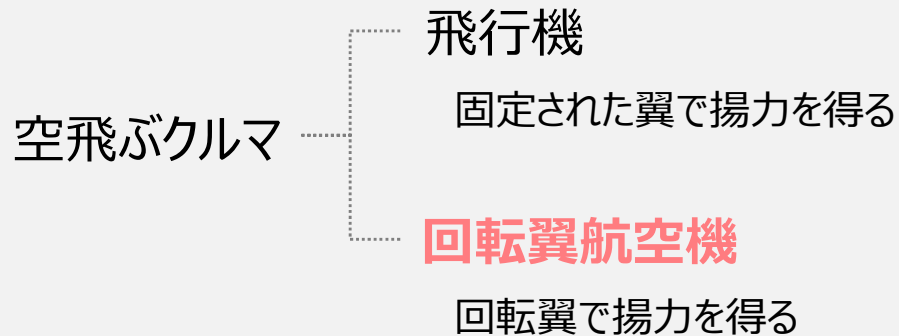 空飛ぶクルマ
飛行機
固定された翼で揚力を得る
回転翼航空機
回転翼で揚力を得る